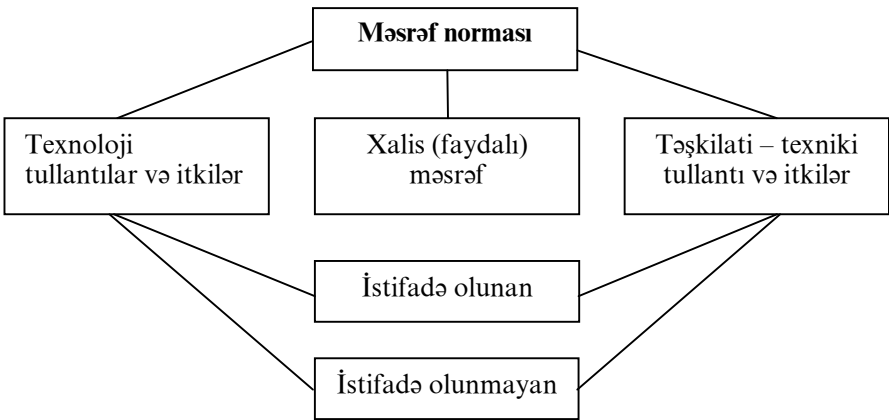 Məsrəf norması
Texnoloji
tullantılar və itkilər
Xalis (faydalı)
məsrəf
Təşkilati – texniki
tullantı və itkilər
İstifadə olunan
İstifadə olunmayan